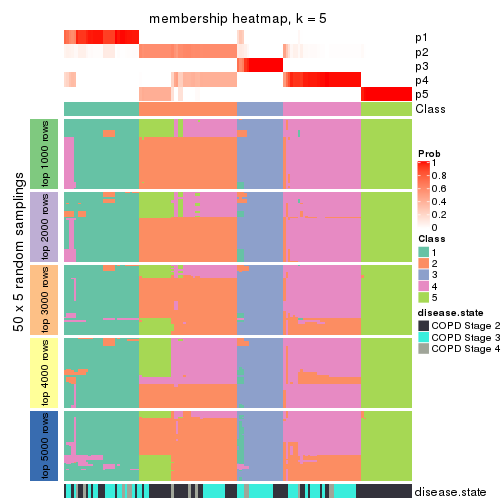 membership heatmap, k = 5
p1
p2
p3
p4
p5
Class
50 x 5 random samplings
top 1000 rows
top 2000 rows
top 3000 rows
top 4000 rows
top 5000 rows
Prob
1
0.8
0.6
0.4
0.2
0
Class
1
2
3
4
5
disease.state
COPD Stage 2
COPD Stage 3
COPD Stage 4
disease.state